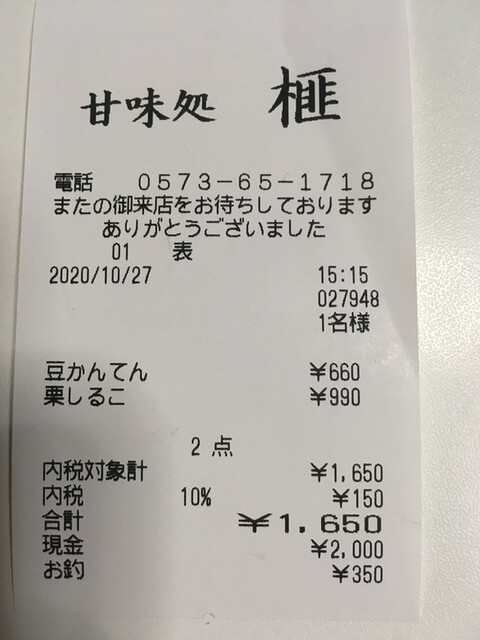 甘味処 榧
電話 0573-65-1718
またの御来店をお待ちしております
ありがとうございました
01 表
2020/10/27 15:15
027948
1名様
豆かんてん ¥660
栗しるこ ¥990
2点
内税対象計 ¥1,650
内税 10% ¥150
合計 ¥1,650
現金 ¥2,000
お釣 ¥350